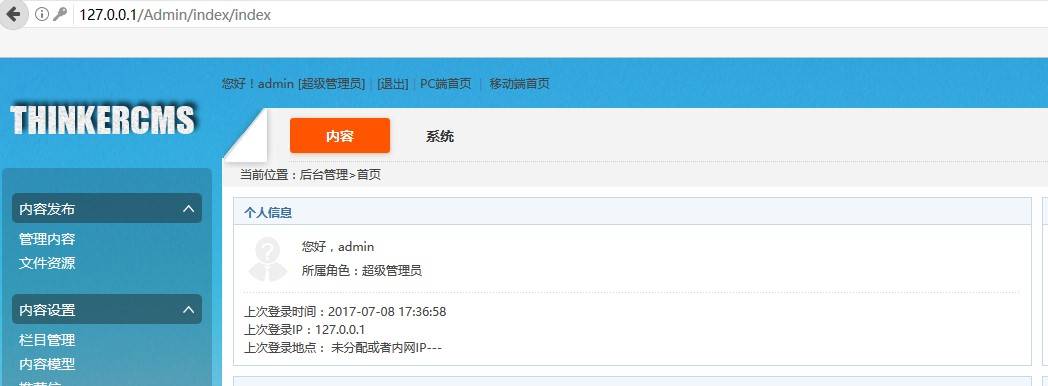 127.0.0.1/Admin/index/index
您好！admin [超级管理员] | [退出] | PC端首页 | 移动端首页
THINKERCMS
内容 系统
当前位置：后台管理>首页
内容发布
管理内容
文件资源
内容设置
栏目管理
内容模型
推荐位
个人信息
您好，admin
所属角色：超级管理员
上次登录时间：2017-07-08 17:36:58
上次登录IP：127.0.0.1
上次登录地点： 未分配或者内网IP---